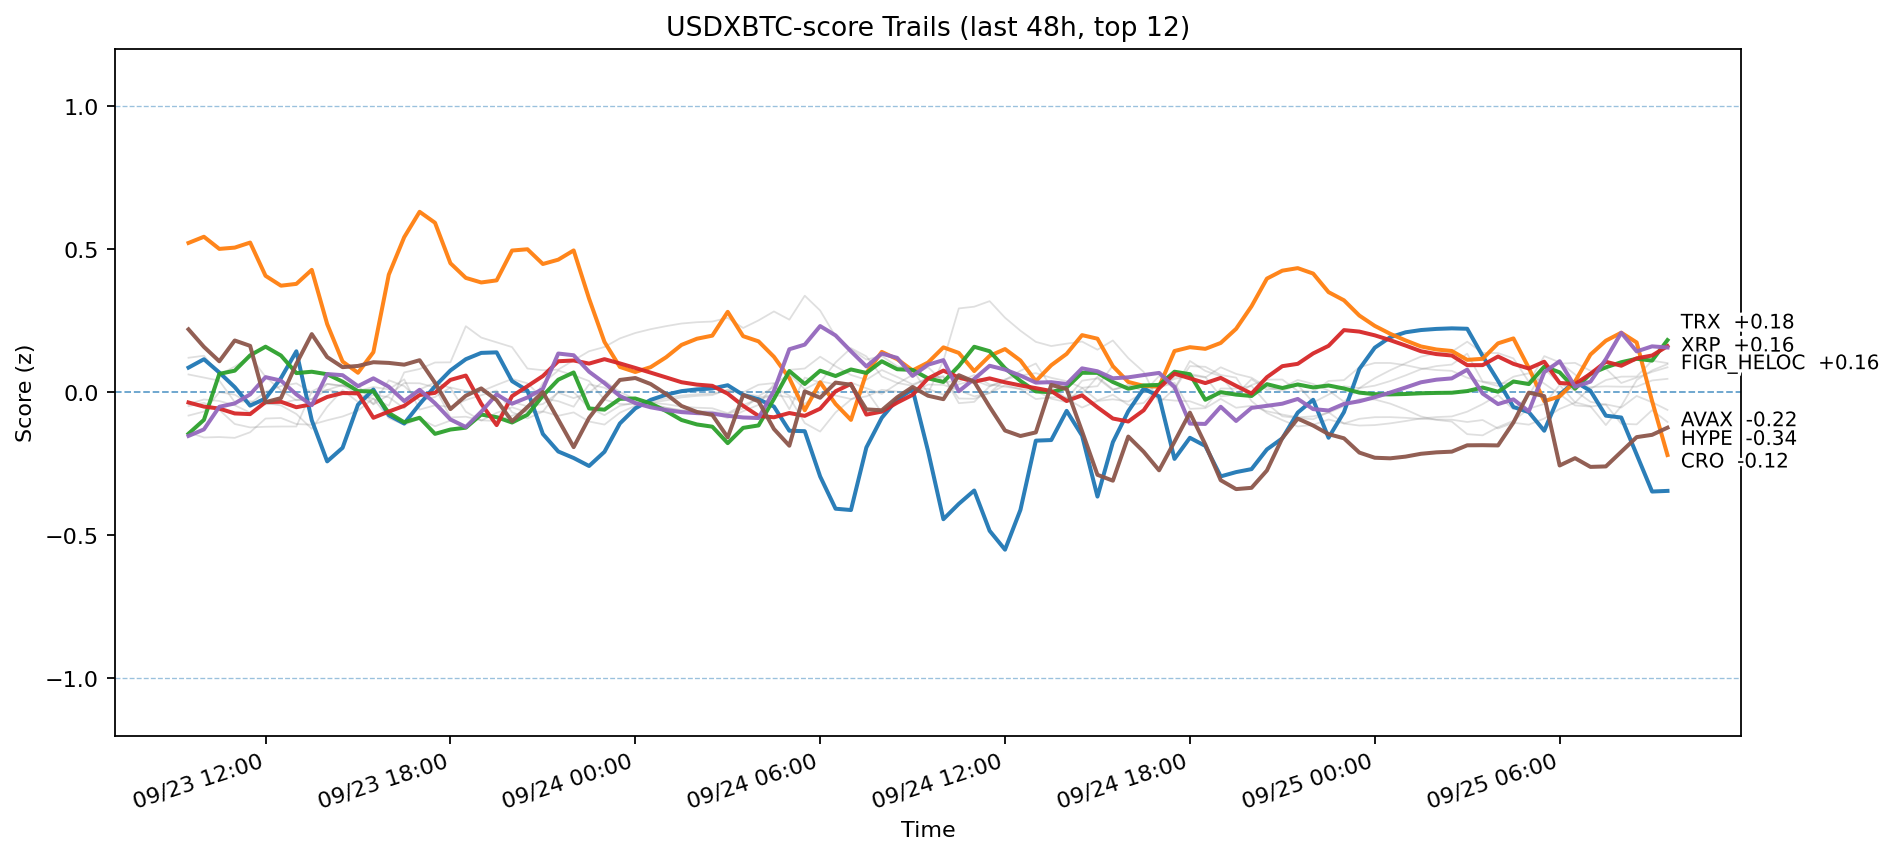 USDXBTC-score Trails (last 48h, top 12)
1.0
0.5
0.0
−0.5
−1.0
Score (z)
TRX +0.18
XRP +0.16
FIGR_HELOC +0.16
AVAX -0.22
HYPE -0.34
CRO -0.12
09/23 12:00
09/23 18:00
09/24 00:00
09/24 06:00
09/24 12:00
09/24 18:00
09/25 00:00
09/25 06:00
Time